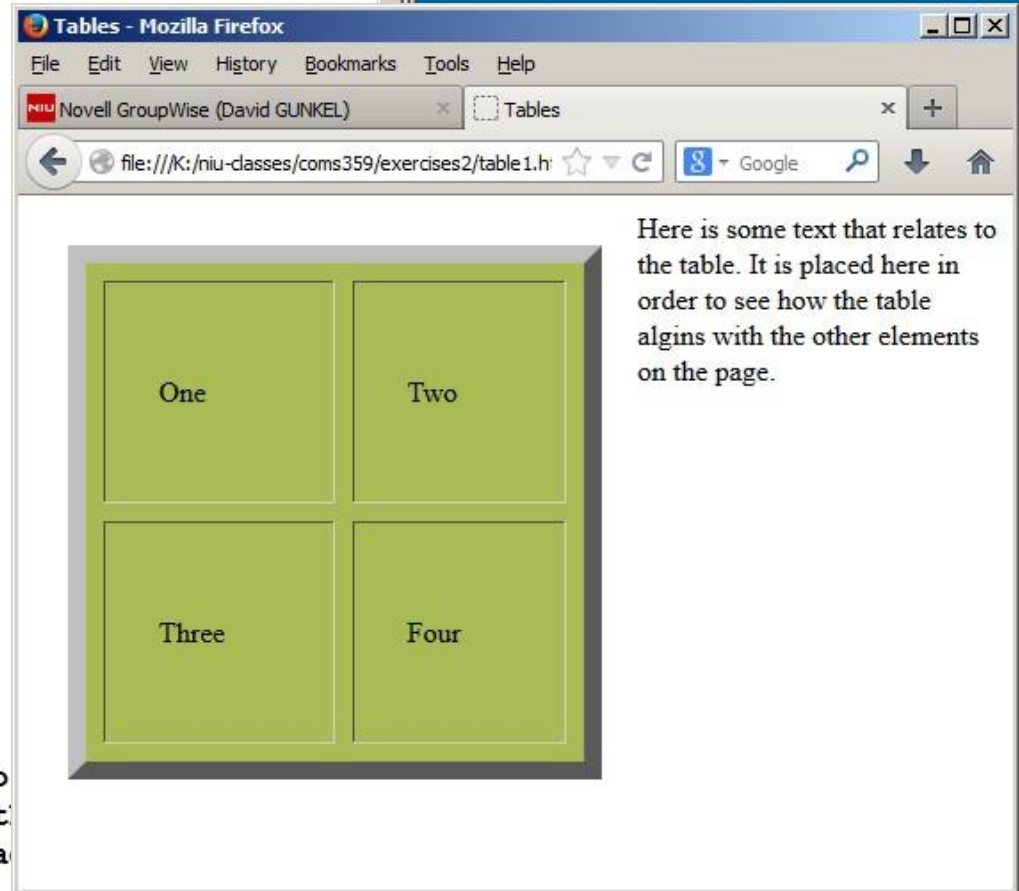 Tables - Mozilla Firefox
File Edit View History Bookmarks Tools Help
NIU Novell GroupWise (David GUNKEL) Tables
file:///K:/niu-classes/coms359/exercises2/table1.h Google
Here is some text that relates to
the table. It is placed here in
order to see how the table
algins with the other elements
on the page.
One Two
Three Four